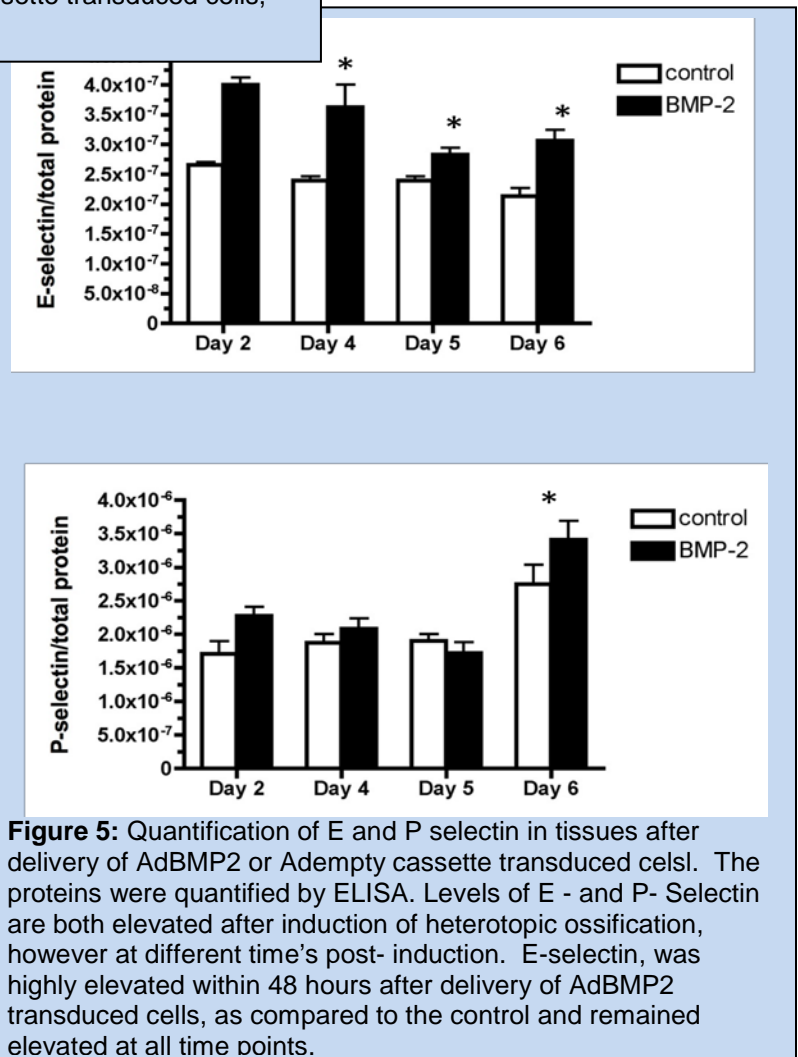 sette transduced cells,
4.0x10-7
3.5x10-7
3.0x10-7
2.5x10-7
2.0x10-7
1.5x10-7
1.0x10-7
5.0x10-8
0
E-selectin/total protein
*
*
*
control
BMP-2
Day 2 Day 4 Day 5 Day 6
4.0x10-6
3.5x10-6
3.0x10-6
2.5x10-6
2.0x10-6
1.5x10-6
1.0x10-6
5.0x10-7
0
P-selectin/total protein
*
control
BMP-2
Day 2 Day 4 Day 5 Day 6
Figure 5: Quantification of E and P selectin in tissues after
delivery of AdBMP2 or Adempty cassette transduced celsl. The
proteins were quantified by ELISA. Levels of E - and P- Selectin
are both elevated after induction of heterotopic ossification,
however at different time's post- induction. E-selectin, was
highly elevated within 48 hours after delivery of AdBMP2
transduced cells, as compared to the control and remained
elevated at all time points.